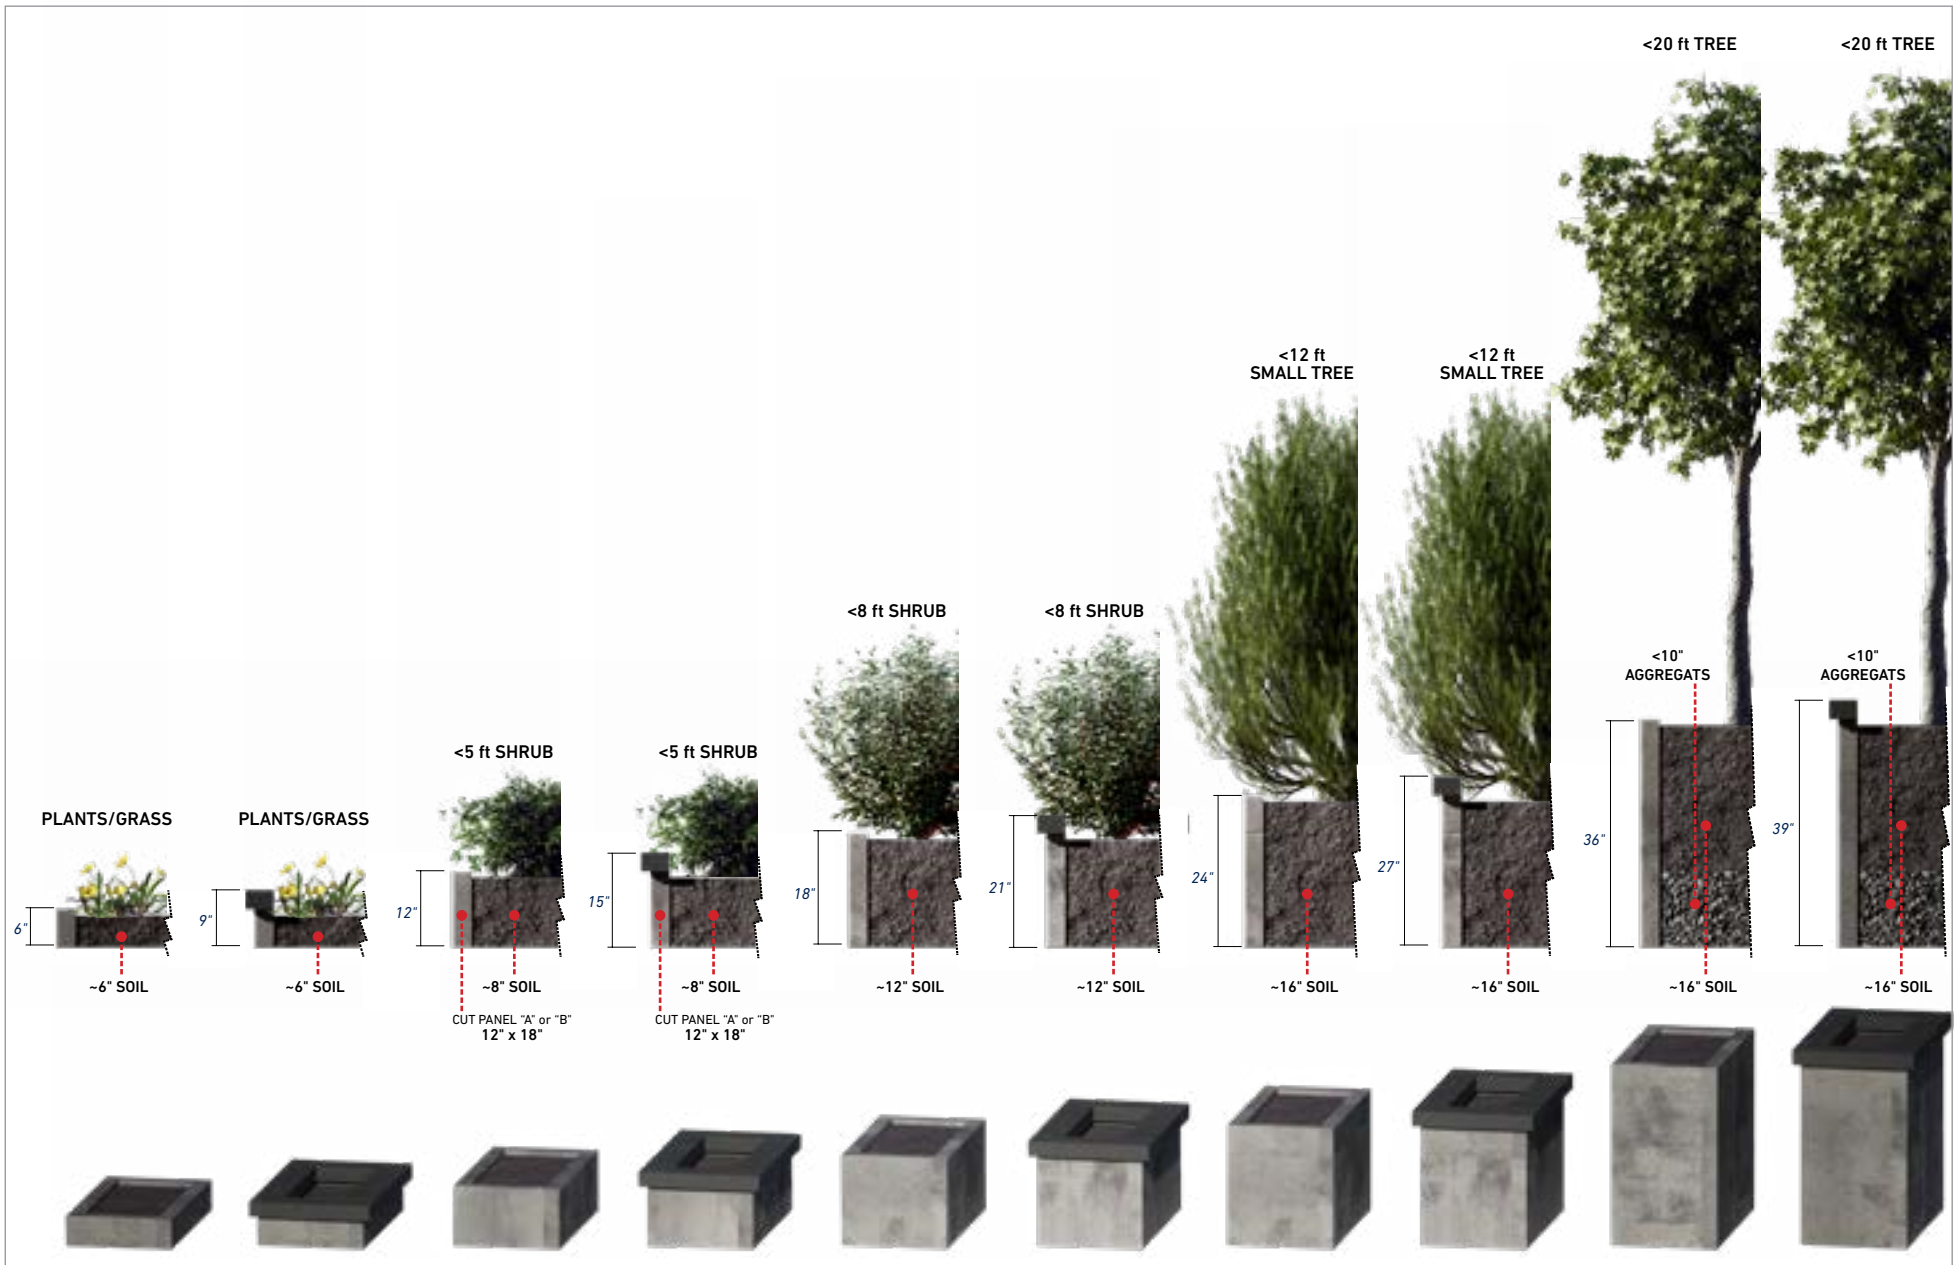 <20 ft TREE
<20 ft TREE
<12 ft
SMALL TREE
<12 ft
SMALL TREE
<8 ft SHRUB
<8 ft SHRUB
<10"
AGGREGATS
<10"
AGGREGATS
<5 ft SHRUB
<5 ft SHRUB
PLANTS/GRASS
PLANTS/GRASS
6"
9"
12"
15"
18"
21"
24"
27"
36"
39"
~6" SOIL
~6" SOIL
~8" SOIL
~8" SOIL
~12" SOIL
~12" SOIL
~16" SOIL
~16" SOIL
~16" SOIL
~16" SOIL
CUT PANEL “A” or “B”
12" x 18"
CUT PANEL “A” or “B”
12" x 18"